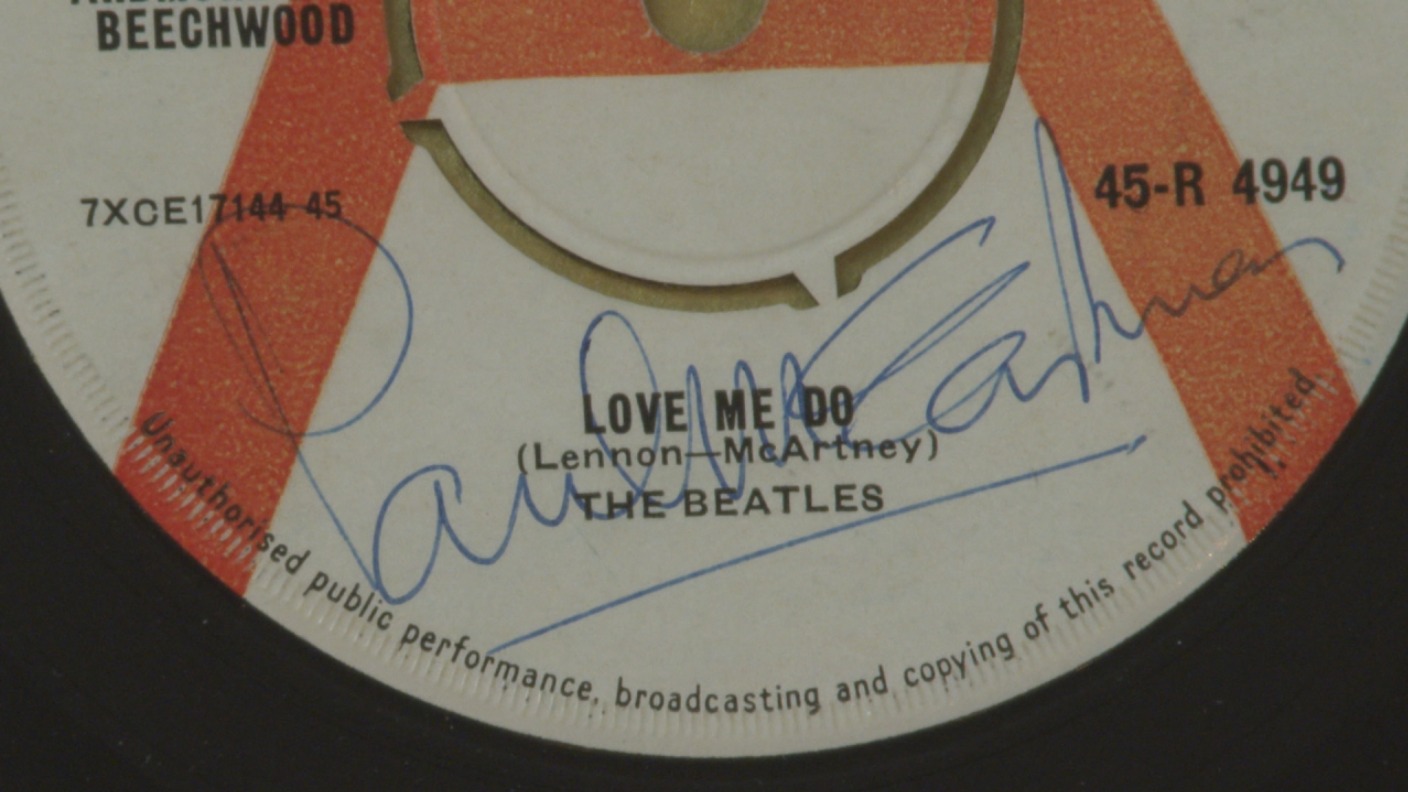 BEECHWOOD
7XCE17144-45
45-R 4949
Paul McCartney
LOVE ME DO
(Lennon—McArtney)
THE BEATLES
Unauthorised public performance, broadcasting and copying of this record prohibited.